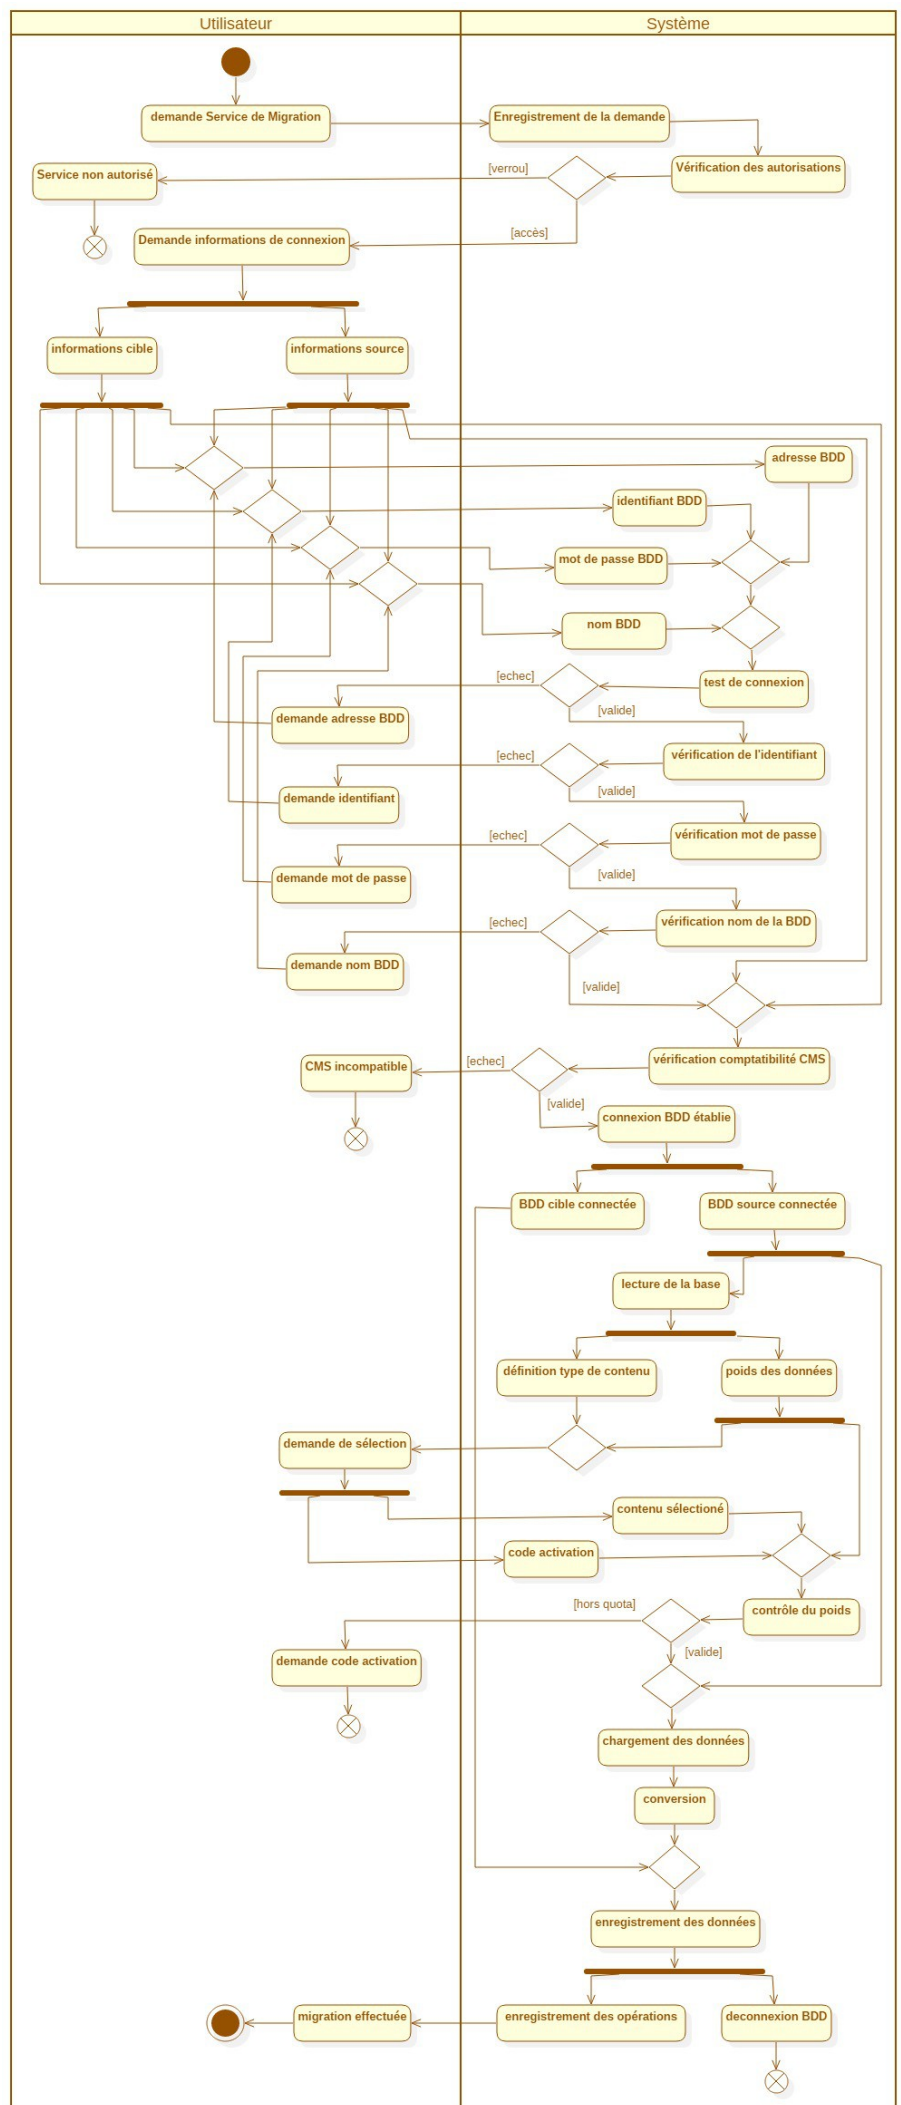 Utilisateur
Système
demande Service de Migration
Enregistrement de la demande
Service non autorisé
[verrou]
Vérification des autorisations
Demande informations de connexion
[accès]
informations cible
informations source
adresse BDD
identifiant BDD
mot de passe BDD
nom BDD
[echec]
test de connexion
demande adresse BDD
[valide]
[echec]
vérification de l'identifiant
demande identifiant
[valide]
[echec]
vérification mot de passe
demande mot de passe
[valide]
[echec]
vérification nom de la BDD
demande nom BDD
[valide]
CMS incompatible
[echec]
vérification comptatibilité CMS
[valide]
connexion BDD établie
BDD cible connectée
BDD source connectée
lecture de la base
définition type de contenu
poids des données
demande de sélection
contenu sélectioné
code activation
[hors quota]
contrôle du poids
demande code activation
[valide]
chargement des données
conversion
enregistrement des données
migration effectuée
enregistrement des opérations
deconnexion BDD